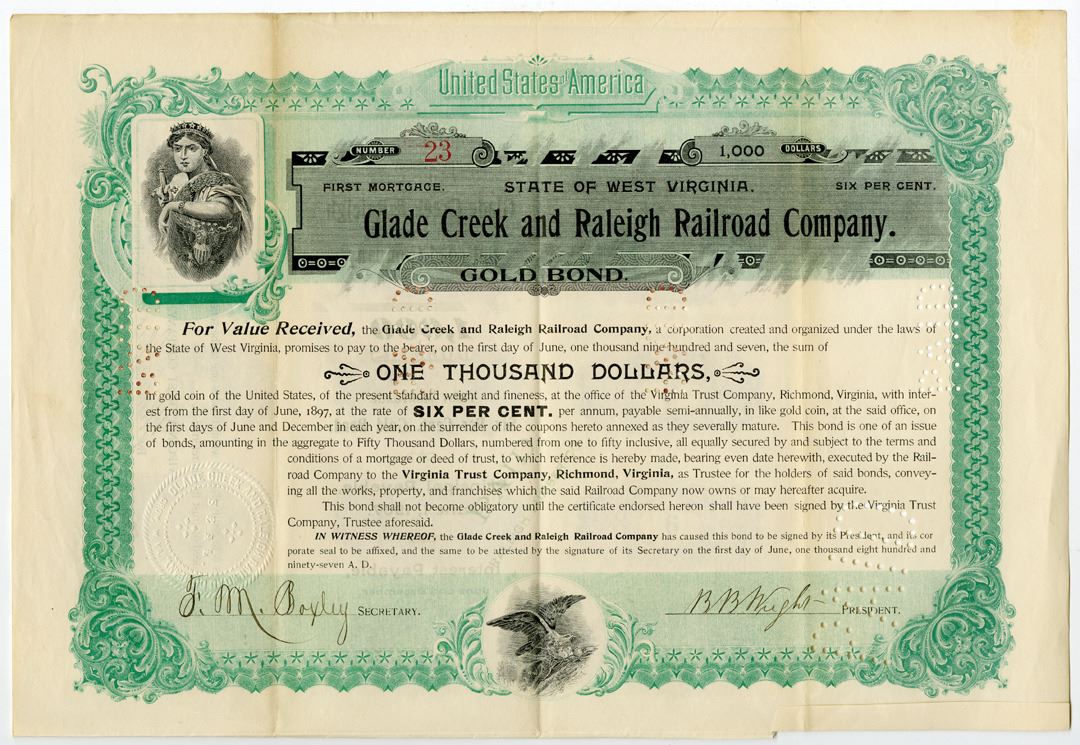 United States of America
NUMBER 23 1,000 DOLLARS
FIRST MORTGAGE. STATE OF WEST VIRGINIA. SIX PER CENT.
Glade Creek and Raleigh Railroad Company.
GOLD BOND.
For Value Received, the Glade Creek and Raleigh Railroad Company, a corporation created and organized under the laws of
the State of West Virginia, promises to pay to the bearer, on the first day of June, one thousand nine hundred and seven, the sum of
ONE THOUSAND DOLLARS,
in gold coin of the United States, of the present standard weight and fineness, at the office of the Virginia Trust Company, Richmond, Virginia, with inter-
est from the first day of June, 1897, at the rate of SIX PER CENT. per annum, payable semi-annually, in like gold coin, at the said office, on
the first days of June and December in each year, on the surrender of the coupons hereto annexed as they severally mature. This bond is one of an issue
of bonds, amounting in the aggregate to Fifty Thousand Dollars, numbered from one to fifty inclusive, all equally secured by and subject to the terms and
conditions of a mortgage or deed of trust, to which reference is hereby made, bearing even date herewith, executed by the Rail-
road Company to the Virginia Trust Company, Richmond, Virginia, as Trustee for the holders of said bonds, convey-
ing all the works, property, and franchises which the said Railroad Company now owns or may hereafter acquire.
This bond shall not become obligatory until the certificate endorsed hereon shall have been signed by the Virginia Trust
Company, Trustee aforesaid.
IN WITNESS WHEREOF, the Glade Creek and Raleigh Railroad Company has caused this bond to be signed by its President, and its cor
porate seal to be affixed, and the same to be attested by the signature of its Secretary on the first day of June, one thousand eight hundred and
ninety-seven A. D.
F. M. Boxley SECRETARY. B B Wright PRESIDENT.